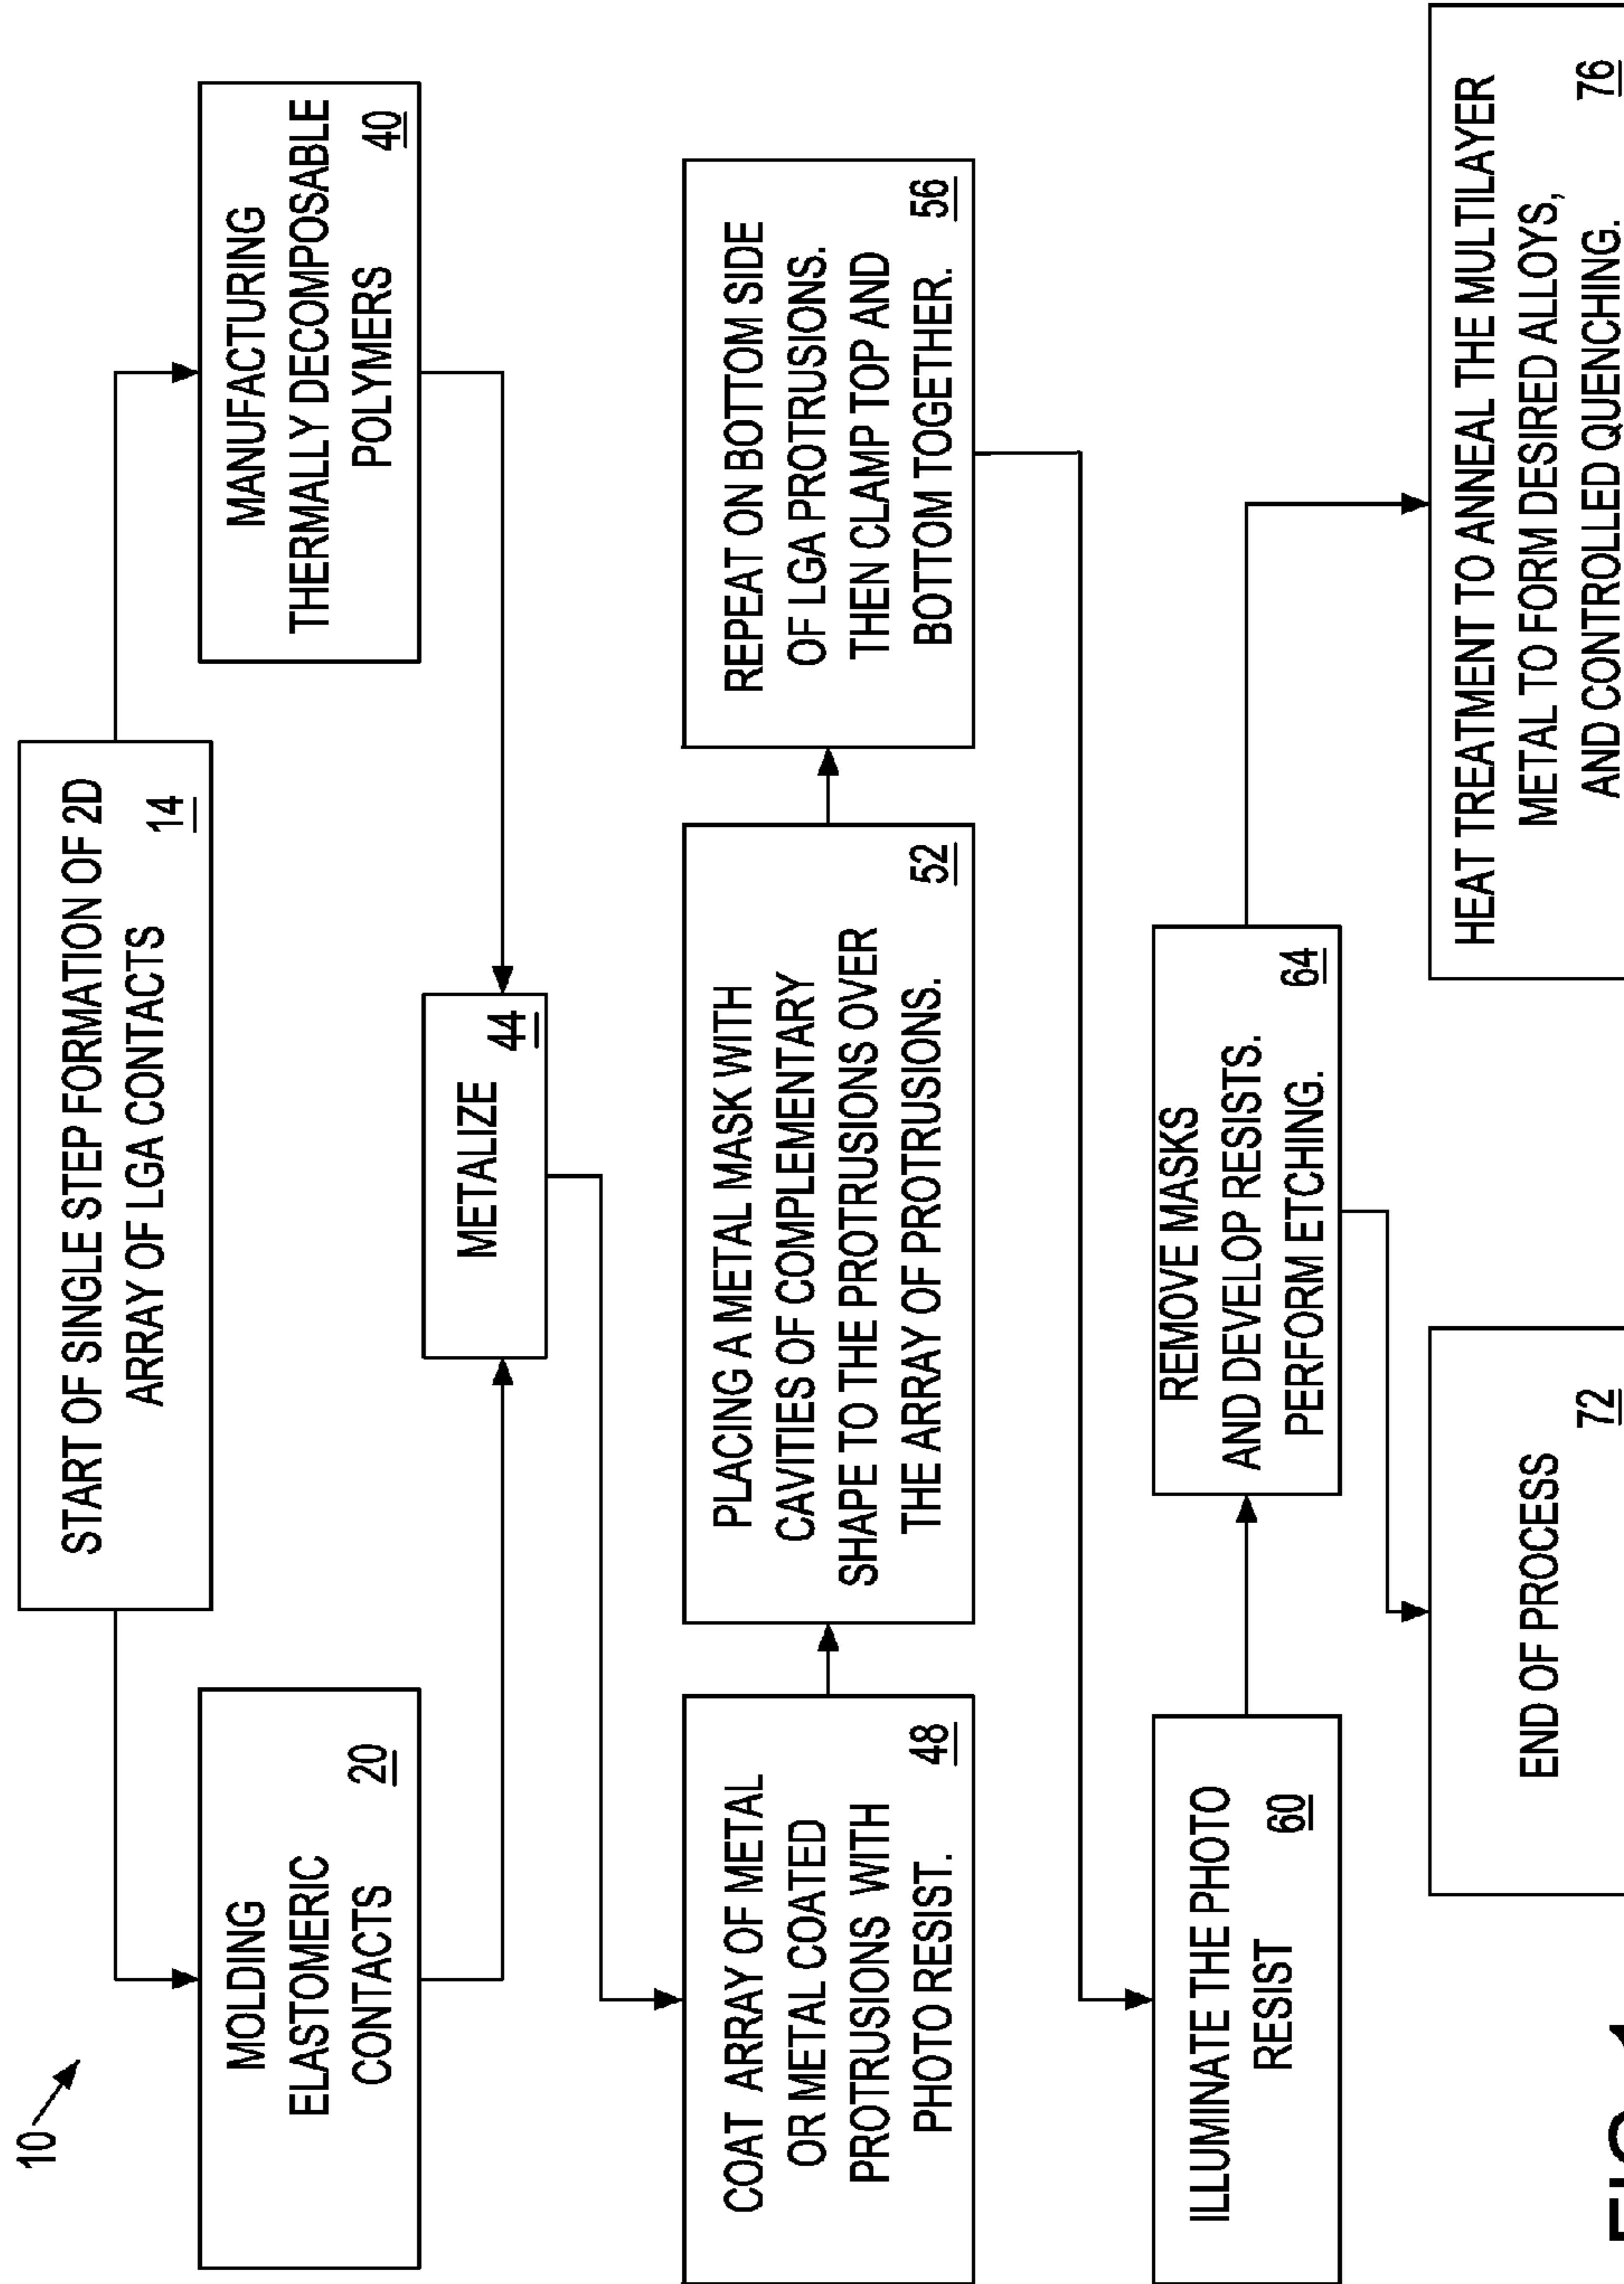 10
START OF SINGLE STEP FORMATION OF 2D
ARRAY OF LGA CONTACTS
14
MOLDING
ELASTOMERIC
CONTACTS
20
MANUFACTURING
THERMALLY DECOMPOSABLE
POLYMERS
40
METALIZE
44
COAT ARRAY OF METAL
OR METAL COATED
PROTRUSIONS WITH
PHOTO RESIST.
48
PLACING A METAL MASK WITH
CAVITIES OF COMPLEMENTARY
SHAPE TO THE PROTRUSIONS OVER
THE ARRAY OF PROTRUSIONS.
52
REPEAT ON BOTTOM SIDE
OF LGA PROTRUSIONS.
THEN CLAMP TOP AND
BOTTOM TOGETHER.
56
ILLUMINATE THE PHOTO
RESIST
60
REMOVE MASKS
AND DEVELOP RESISTS.
PERFORM ETCHING.
64
END OF PROCESS
72
HEAT TREATMENT TO ANNEAL THE MULTILAYER
METAL TO FORM DESIRED ALLOYS,
AND CONTROLLED QUENCHING.
76